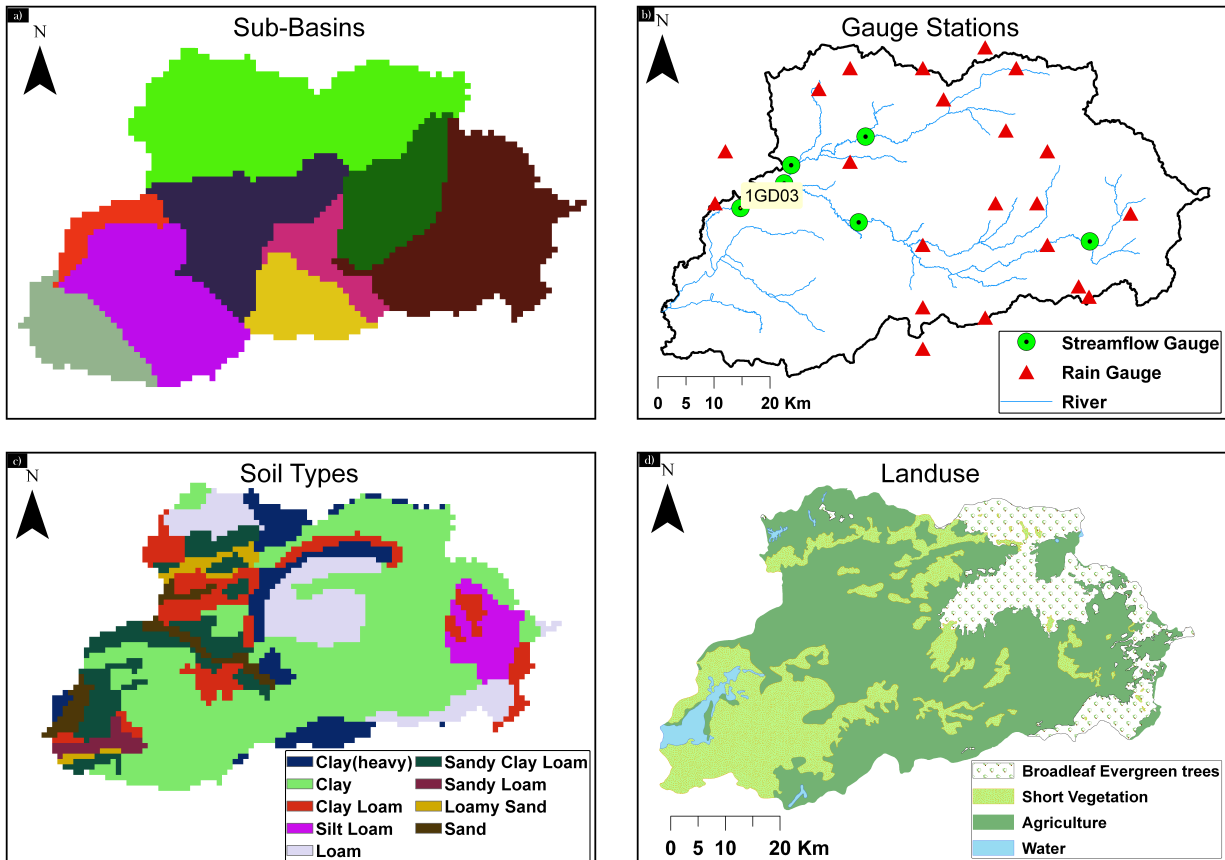 a)
Sub-Basins
N
b)
Gauge Stations
N
1GD03
Streamflow Gauge
Rain Gauge
River
0 5 10 20 Km
c)
Soil Types
N
Clay(heavy)
Clay
Clay Loam
Silt Loam
Loam
Sandy Clay Loam
Sandy Loam
Loamy Sand
Sand
d)
Landuse
N
Broadleaf Evergreen trees
Short Vegetation
Agriculture
Water
0 5 10 20 Km